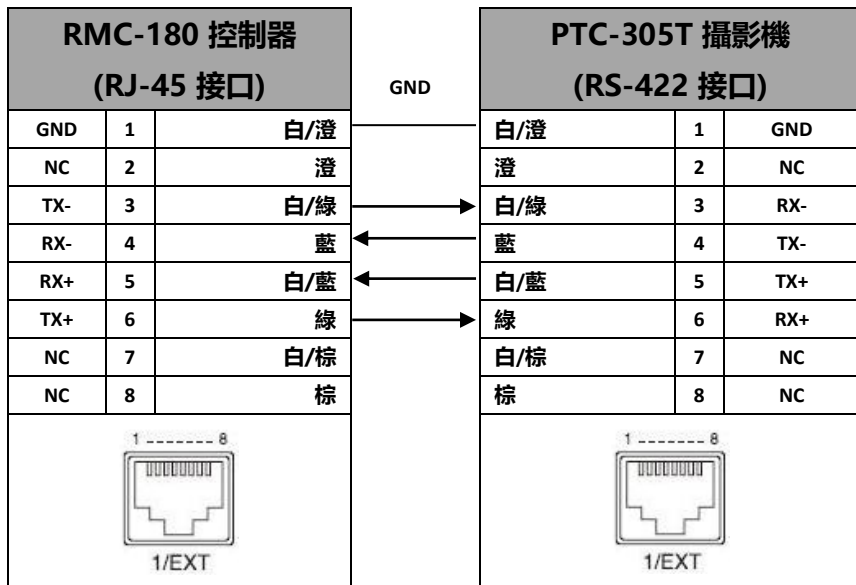 RMC-180 控制器
(RJ-45 接口)
GND
PTC-305T 攝影機
(RS-422 接口)
GND 1 白/澄 白/澄 1 GND
NC 2 澄 澄 2 NC
TX- 3 白/綠 白/綠 3 RX-
RX- 4 藍 藍 4 TX-
RX+ 5 白/藍 白/藍 5 TX+
TX+ 6 綠 綠 6 RX+
NC 7 白/棕 白/棕 7 NC
NC 8 棕 棕 8 NC
1 ------- 8 1 ------- 8
1/EXT 1/EXT